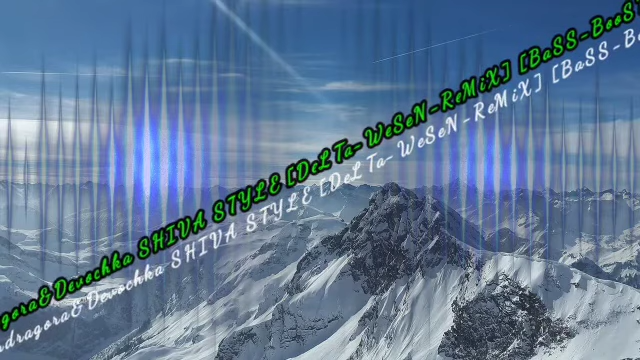 gora&Devochka SHIVA STYLE [DeLTa-WeSeN-ReMiX] [BaSS-BooS
ndragora&Devochka SHIVA STYLE [DeLTa-WeSeN-ReMiX] [BaSS-Bo